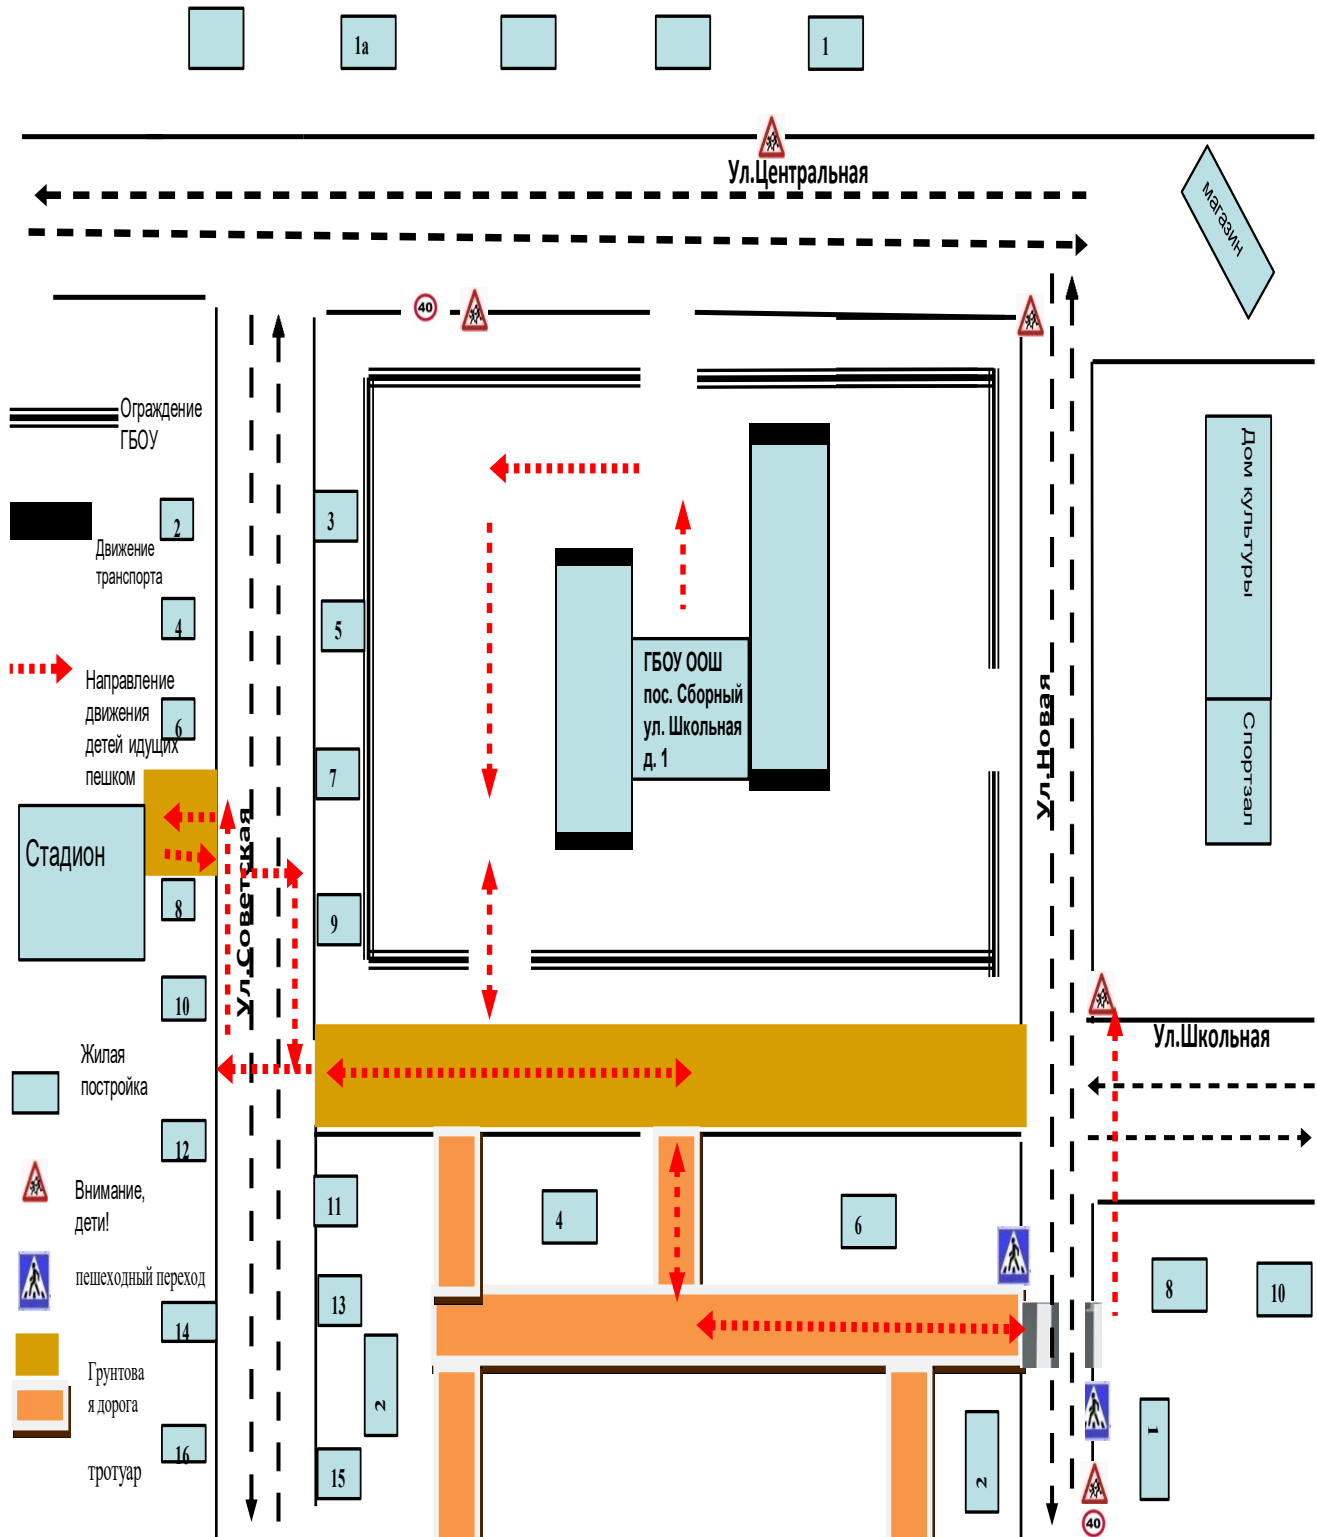 1а
1
Ул.Центральная
магазин
40
Ограждение
ГБОУ
Дом культуры
2
3
Движение
транспорта
4
5
ГБОУ ООШ
пос. Сборный
ул. Школьная
д. 1
Направление
движения
детей идущих
пешком
6
7
Ул.Новая
Спортзал
Стадион
Ул.Советская
8
9
10
Ул.Школьная
Жилая
постройка
12
11
4
6
Внимание,
дети!
пешеходный переход
8
10
13
14
2
Грунтова
я дорога
1
16
15
2
тротуар
40